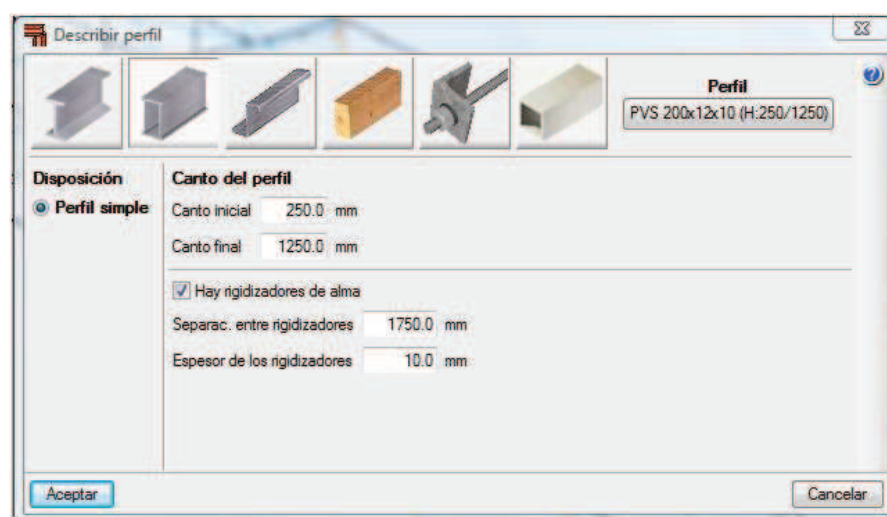 Describir perfil
Perfil
PVS 200x12x10 (H:250/1250)
Disposición
Perfil simple
Canto del perfil
Canto inicial 250.0 mm
Canto final 1250.0 mm
Hay rigidizadores de alma
Separac. entre rigidizadores 1750.0 mm
Espesor de los rigidizadores 10.0 mm
Aceptar
Cancelar